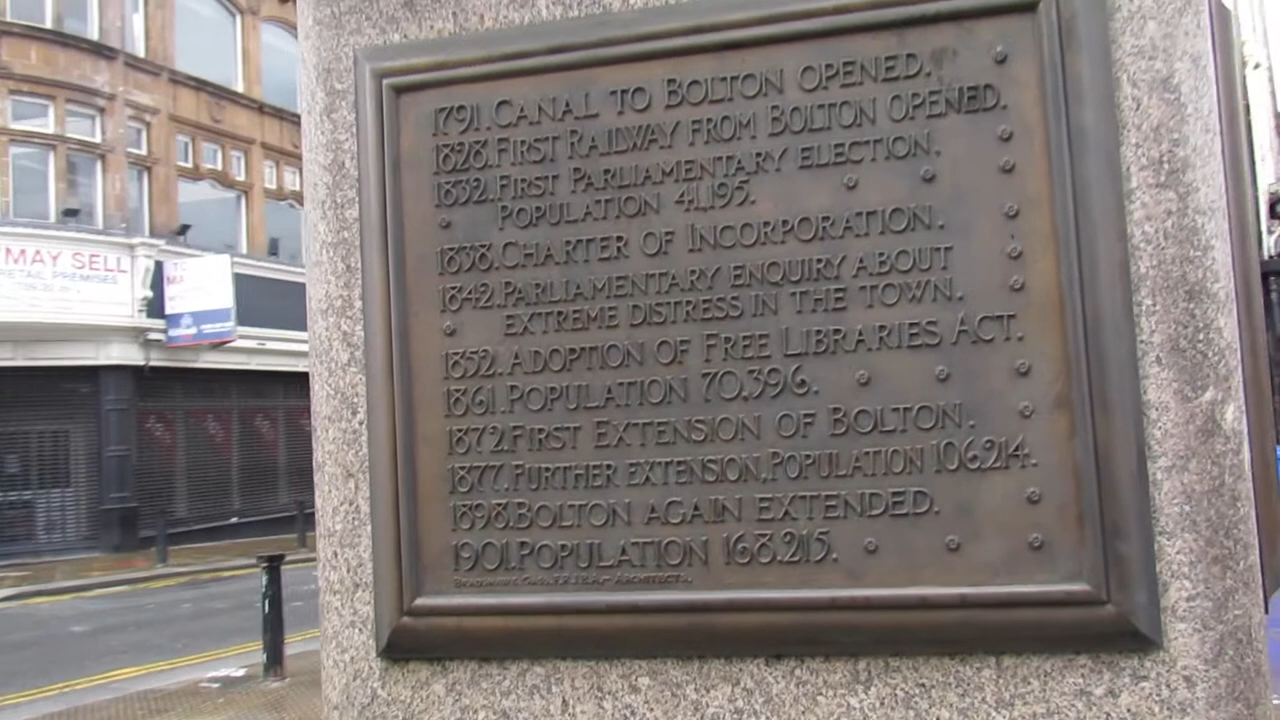 MAY SELL
RETAIL PREMISES
1791. CANAL TO BOLTON OPENED.
1828. FIRST RAILWAY FROM BOLTON OPENED.
1832. FIRST PARLIAMENTARY ELECTION.
POPULATION 41,195.
1838. CHARTER OF INCORPORATION.
1842. PARLIAMENTARY ENQUIRY ABOUT
EXTREME DISTRESS IN THE TOWN.
1852. ADOPTION OF FREE LIBRARIES ACT.
1861. POPULATION 70,396.
1872. FIRST EXTENSION OF BOLTON.
1877. FURTHER EXTENSION, POPULATION 106,214.
1898. BOLTON AGAIN EXTENDED.
1901. POPULATION 168,215.
F.R.I.B.A. ARCHITECTS.